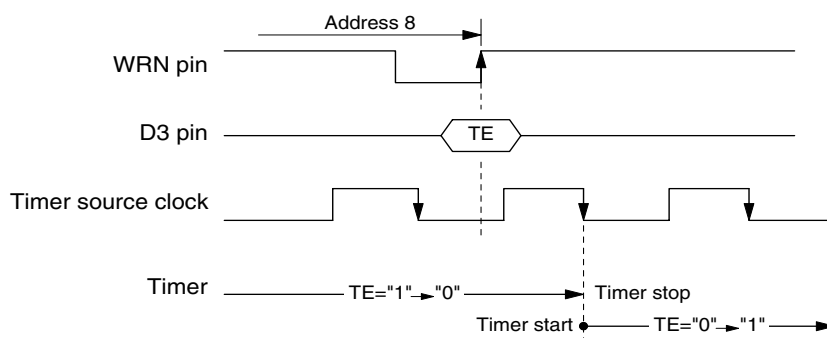 Address 8
WRN pin
D3 pin
TE
Timer source clock
Timer
TE="1"→"0"
Timer stop
Timer start
TE="0"→"1"